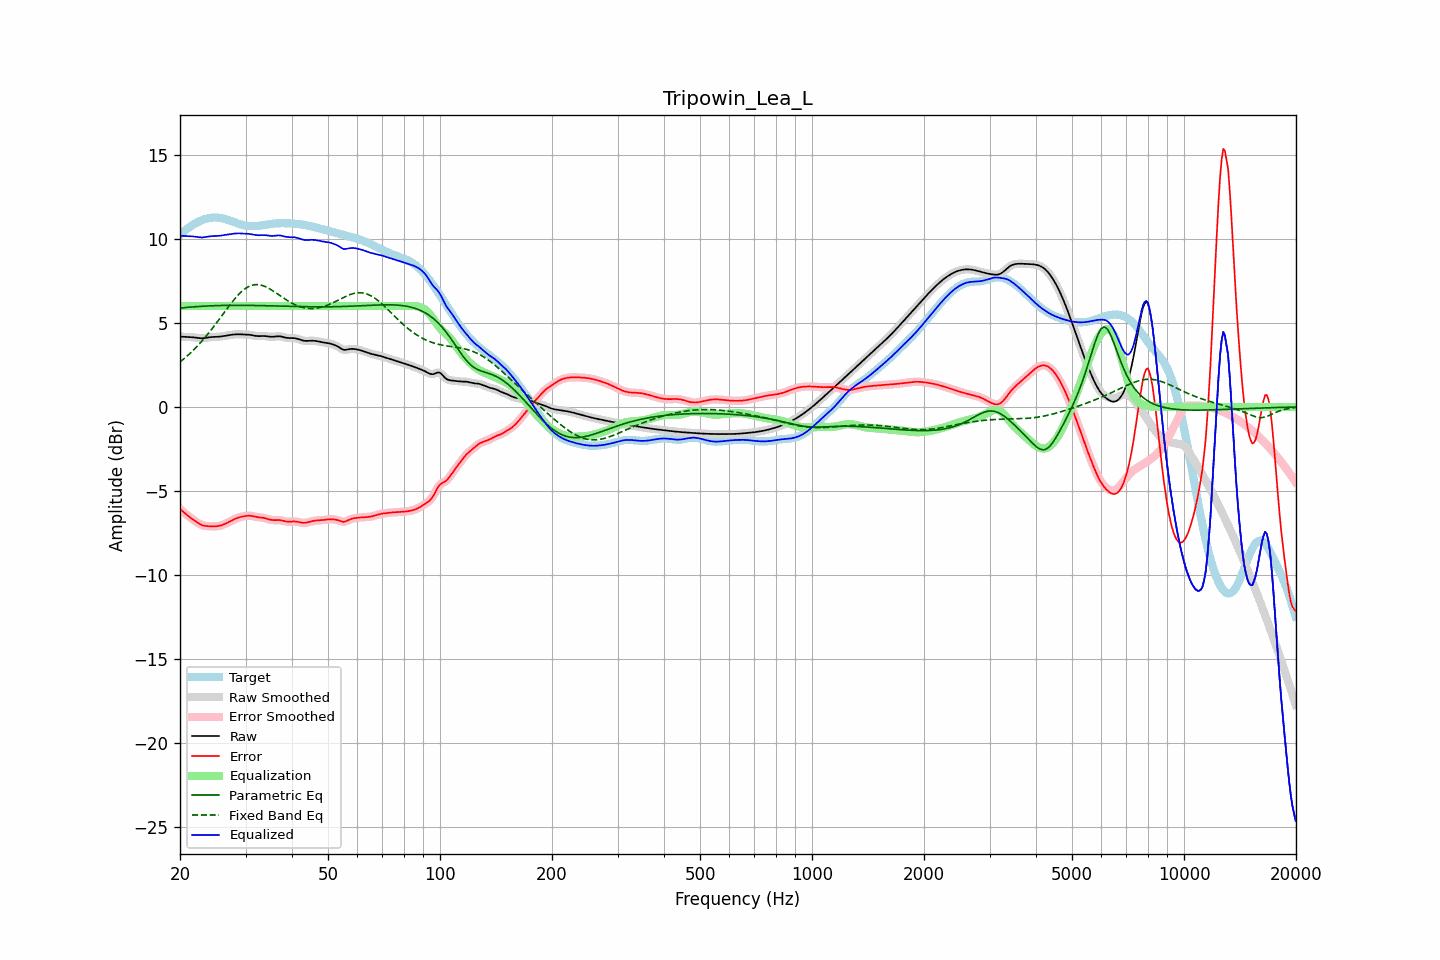 Tripowin_Lea_L
Amplitude (dBr)
15
10
5
0
−5
−10
−15
−20
−25
Target
Raw Smoothed
Error Smoothed
Raw
Error
Equalization
Parametric Eq
Fixed Band Eq
Equalized
20 50 100 200 500 1000 2000 5000 10000 20000
Frequency (Hz)